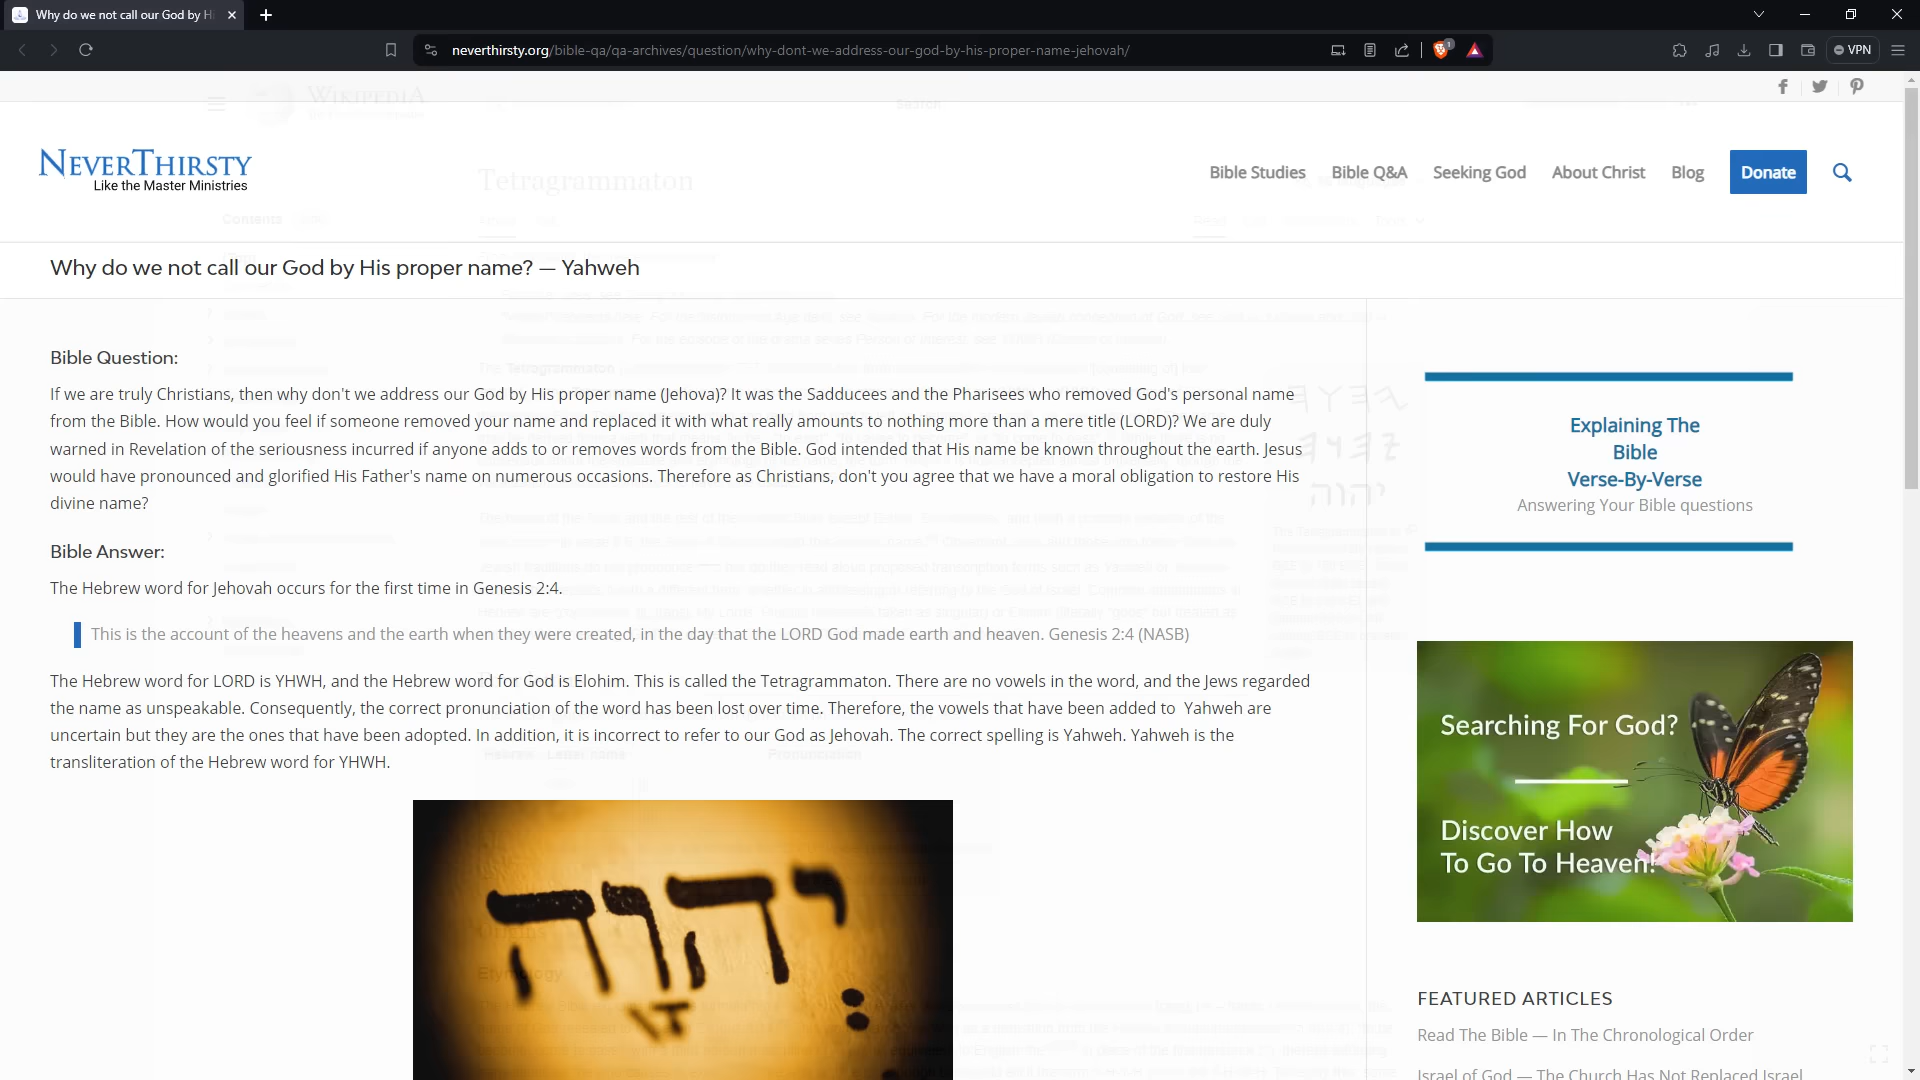 Why do we not call our God by H
neverthirsty.org/bible-qa/qa-archives/question/why-dont-we-address-our-god-by-his-proper-name-jehovah/
1
VPN
WIKIPEDIA
Search
NEVERTHIRSTY
Like the Master Ministries
Bible Studies
Bible Q&A
Seeking God
About Christ
Blog
Donate
Tetragrammaton
Contents
Read
Why do we not call our God by His proper name? — Yahweh
Bible Question:
If we are truly Christians, then why don't we address our God by His proper name (Jehova)? It was the Sadducees and the Pharisees who removed God's personal name
from the Bible. How would you feel if someone removed your name and replaced it with what really amounts to nothing more than a mere title (LORD)? We are duly
warned in Revelation of the seriousness incurred if anyone adds to or removes words from the Bible. God intended that His name be known throughout the earth. Jesus
would have pronounced and glorified His Father's name on numerous occasions. Therefore as Christians, don't you agree that we have a moral obligation to restore His
divine name?
Bible Answer:
The Hebrew word for Jehovah occurs for the first time in Genesis 2:4.
This is the account of the heavens and the earth when they were created, in the day that the LORD God made earth and heaven. Genesis 2:4 (NASB)
The Hebrew word for LORD is YHWH, and the Hebrew word for God is Elohim. This is called the Tetragrammaton. There are no vowels in the word, and the Jews regarded
the name as unspeakable. Consequently, the correct pronunciation of the word has been lost over time. Therefore, the vowels that have been added to  Yahweh are
uncertain but they are the ones that have been adopted. In addition, it is incorrect to refer to our God as Jehovah. The correct spelling is Yahweh. Yahweh is the
transliteration of the Hebrew word for YHWH.
Hebrew Letter name Pronunciation
יהוה
Etymology
יהוה
Explaining The
Bible
Verse-By-Verse
Answering Your Bible questions
Searching For God?
Discover How
To Go To Heaven!
FEATURED ARTICLES
Read The Bible — In The Chronological Order
Israel of God — The Church Has Not Replaced Israel